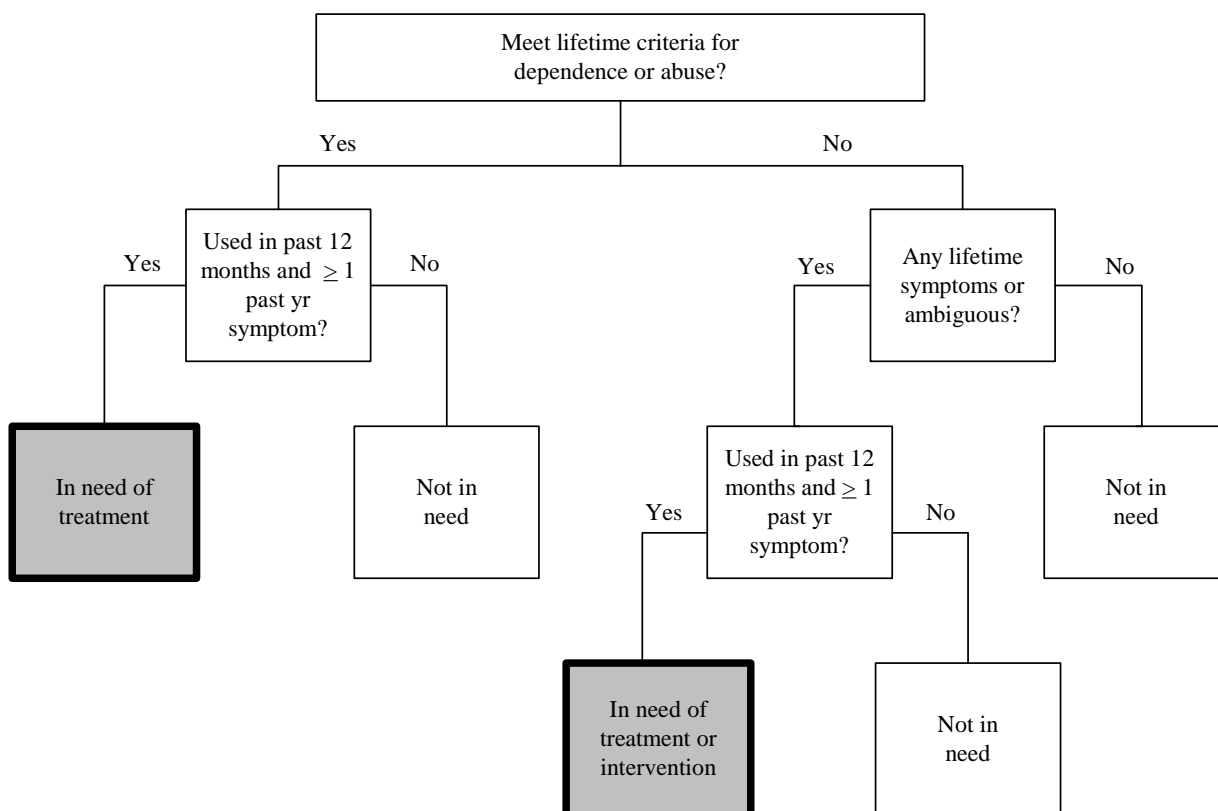 Meet lifetime criteria for
dependence or abuse?
Yes
No
Used in past 12
months and ≥ 1
past yr
symptom?
Yes
No
Any lifetime
symptoms or
ambiguous?
Yes
No
In need of
treatment
Not in
need
Used in past 12
months and ≥ 1
past yr
symptom?
Yes
No
Not in
need
In need of
treatment or
intervention
Not in
need